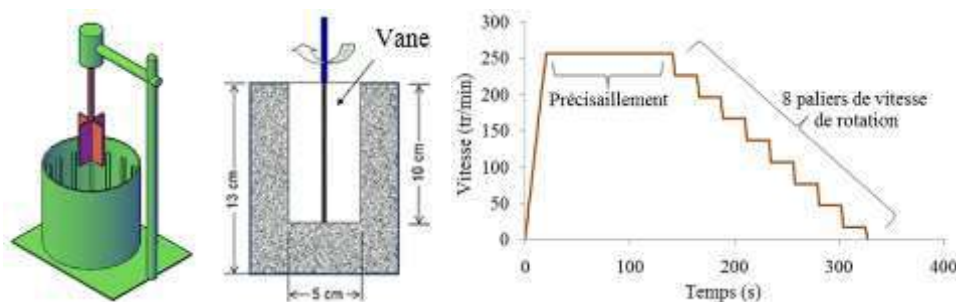 Vane
13 cm
10 cm
5 cm
Vitesse (tr/min)
300
250
200
150
100
50
0
Précisaillement
8 paliers de vitesse
de rotation
0
100
200
300
400
Temps (s)